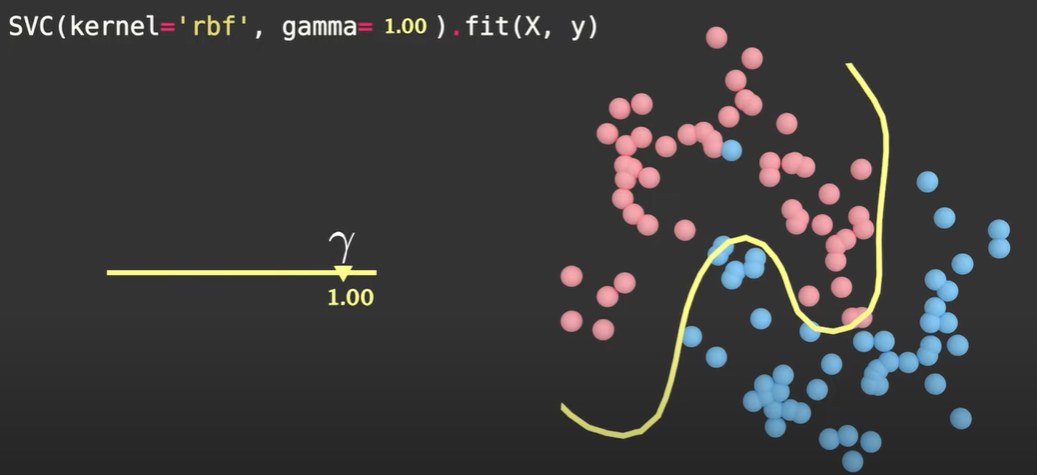 SVC(kernel='rbf', gamma= 1.00 ).fit(X, y)
γ
1.00